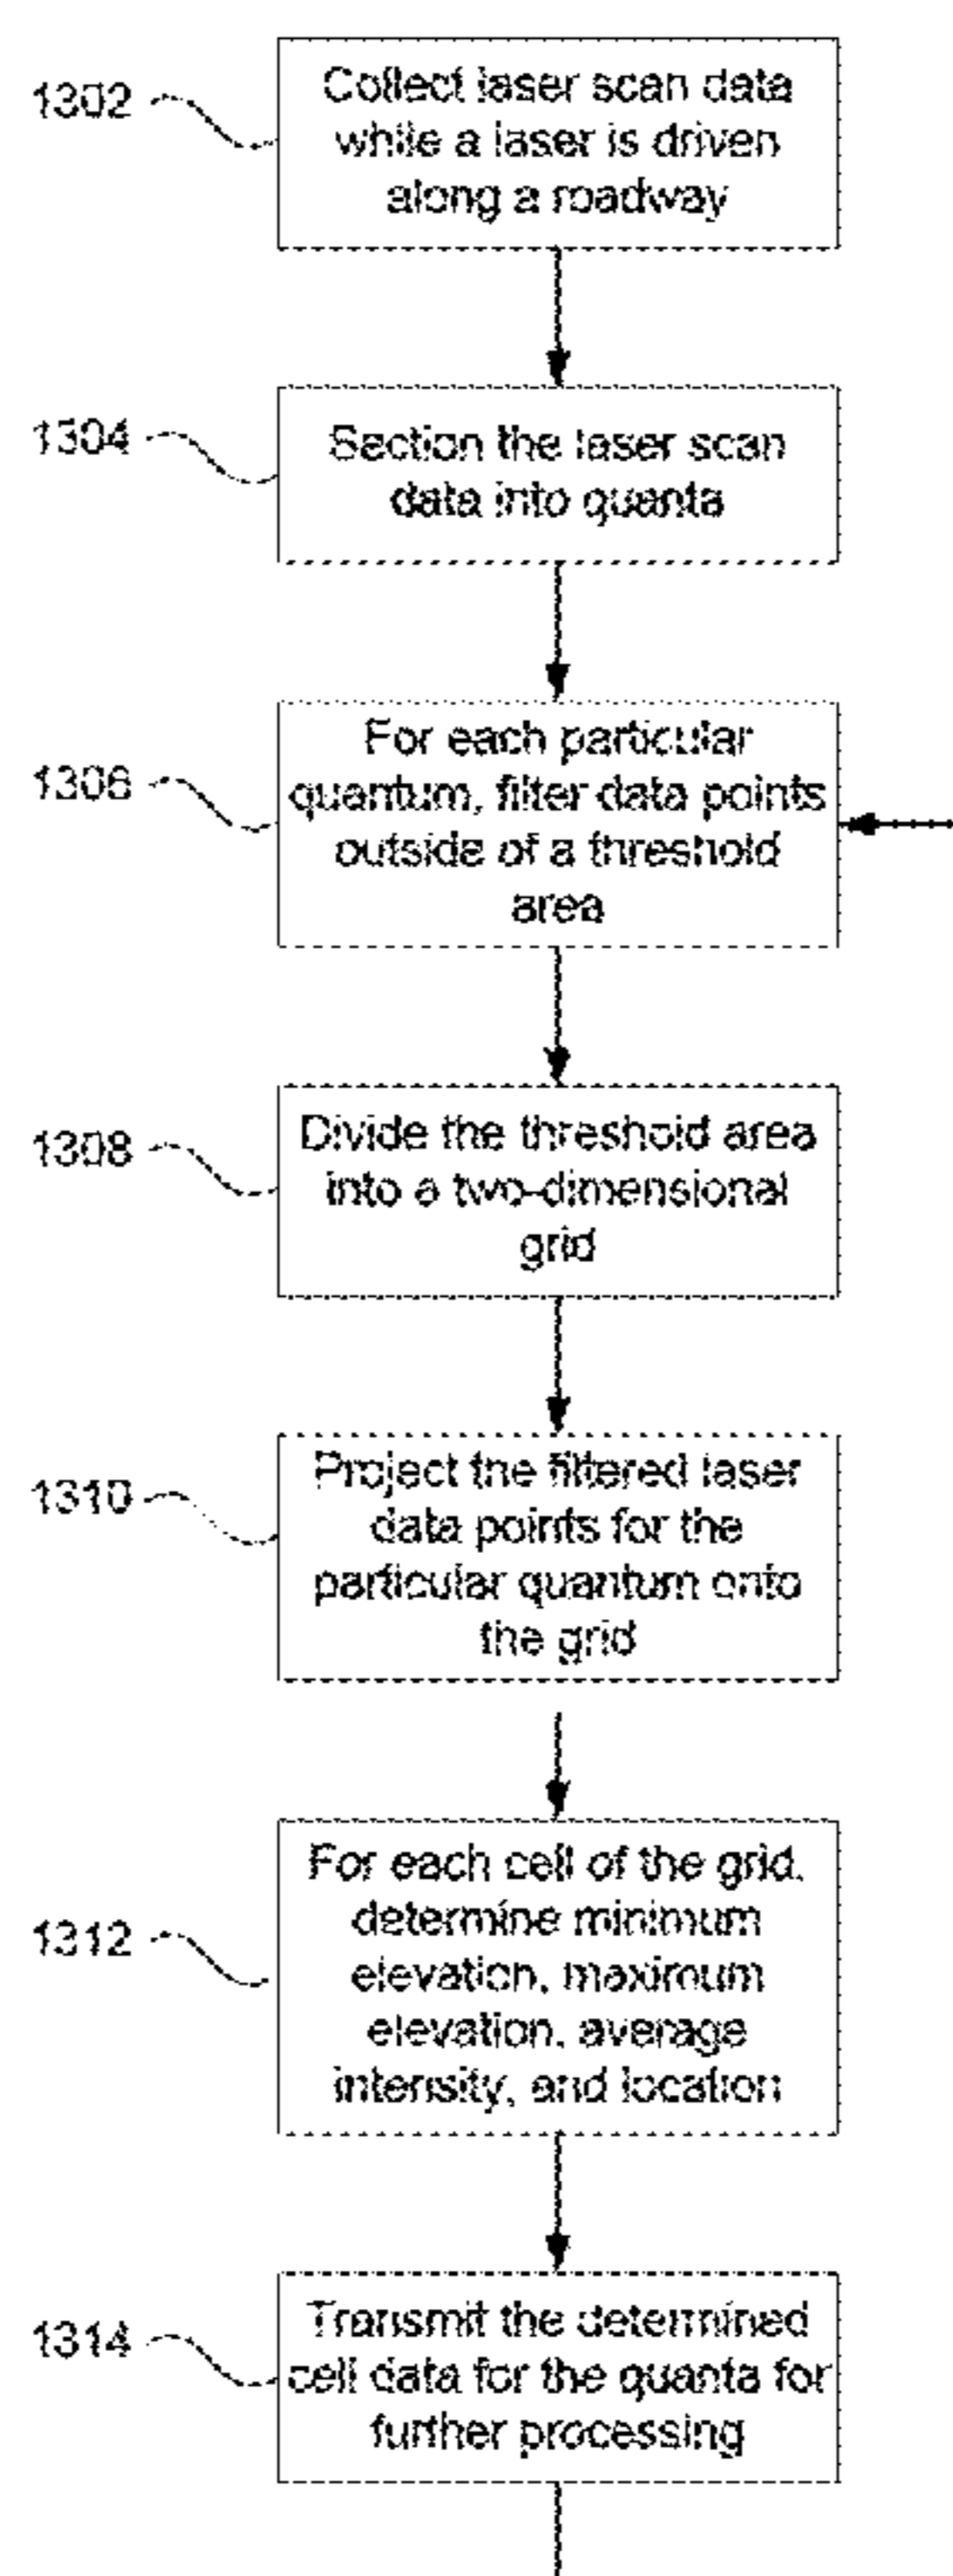 1302
Collect laser scan data
while a laser is driven
along a roadway
1304
Section the laser scan
data into quanta
1306
For each particular
quantum, filter data points
outside of a threshold
area
1308
Divide the threshold area
into a two-dimensional
grid
1310
Project the filtered laser
data points for the
particular quantum onto
the grid
1312
For each cell of the grid,
determine minimum
elevation, maximum
elevation, average
intensity, and location
1314
Transmit the determined
cell data for the quanta for
further processing